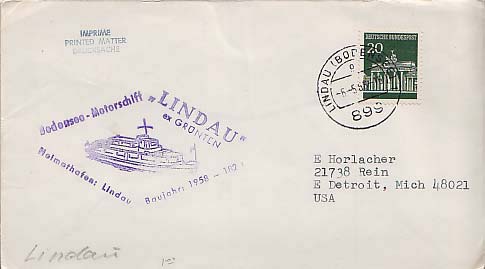 IMPRIME
PRINTED MATTER
DRUCKSACHE
Bodensee-Motorschiff „LINDAU"
ex GRÜNTEN
Heimathafen: Lindau Baujahr: 1958 -
DEUTSCHE BUNDESPOST
20
LINDAU (BODENSEE)
899
E Horlacher
21738 Rein
E Detroit, Mich 48021
USA
Lindau